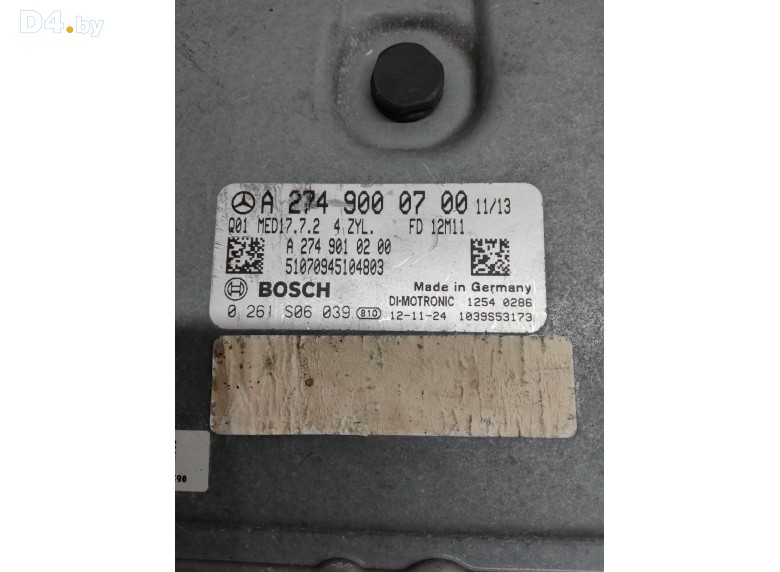 D4.by
A 274 900 07 00 11/13
Q01 MED17.7.2 4 ZYL. FD 12M11
A 274 901 02 00
51070945104803
BOSCH Made in Germany
DI-MOTRONIC 1254 0286
0 261 S06 039 810 12-11-24 1039S53173